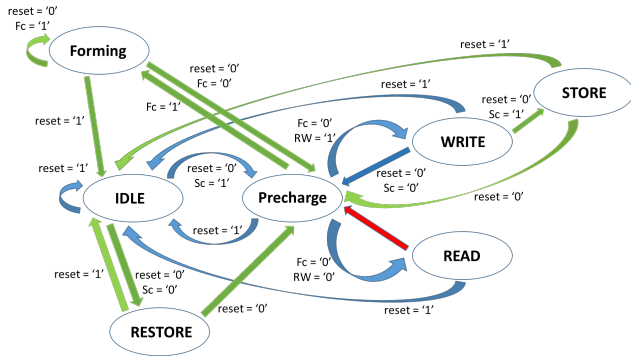 reset = ‘0’
Fc = ‘1’
Forming
reset = ‘1’
reset = ‘0’
Fc = ‘0’
STORE
Fc = ‘1’
reset = ‘1’
reset = ‘1’
reset = ‘0’
Sc = ‘1’
Fc = ‘0’
RW = ‘1’
WRITE
reset = ‘1’
reset = ‘0’
Sc = ‘1’
reset = ‘0’
Sc = ‘0’
IDLE
Precharge
reset = ‘0’
reset = ‘1’
READ
reset = ‘1’
reset = ‘0’
Sc = ‘0’
Fc = ‘0’
RW = ‘0’
reset = ‘0’
reset = ‘1’
RESTORE